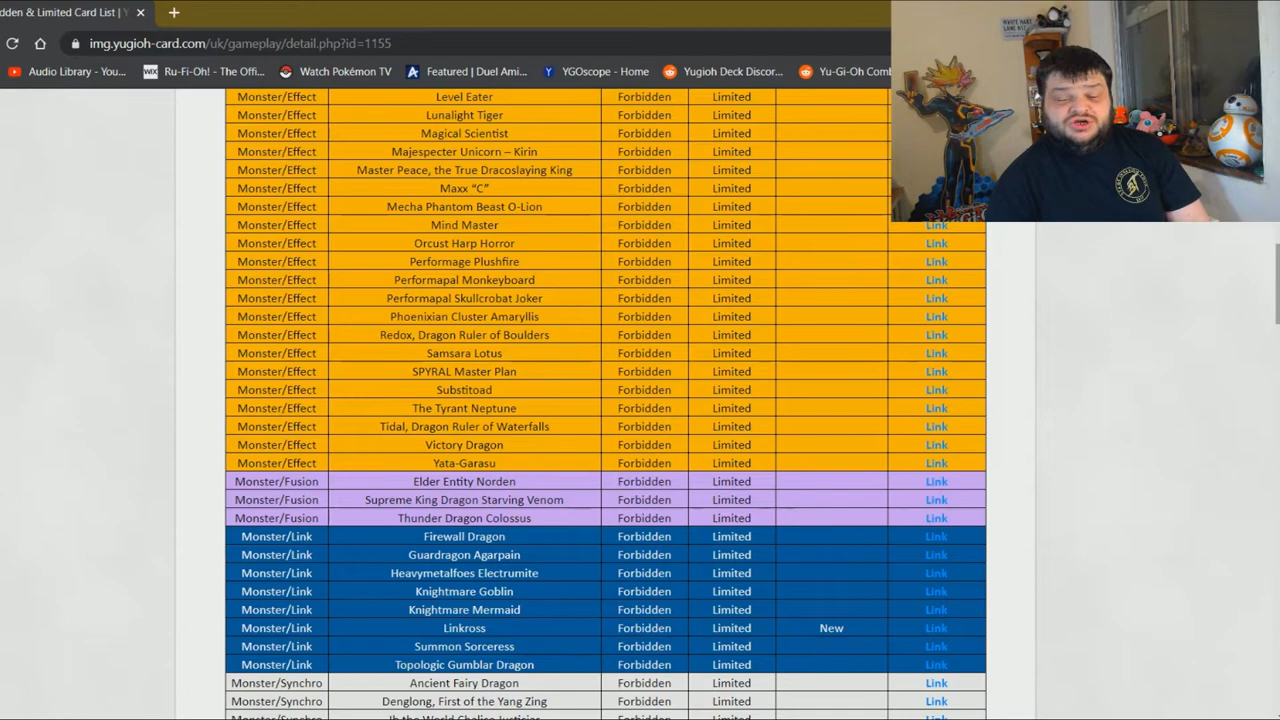 dden & Limited Card List |
img.yugioh-card.com/uk/gameplay/detail.php?id=1155
Audio Library - You...
WIX
Ru-Fi-Oh! - The Offi...
Watch Pokémon TV
Featured | Duel Ami...
YGOscope - Home
Yugioh Deck Discor...
Yu-Gi-Oh Comb
WHITE HART
LANE N17
Monster/Effect Level Eater Forbidden Limited
Monster/Effect Lunalight Tiger Forbidden Limited
Monster/Effect Magical Scientist Forbidden Limited
Monster/Effect Majespecter Unicorn – Kirin Forbidden Limited
Monster/Effect Master Peace, the True Dracoslaying King Forbidden Limited
Monster/Effect Maxx “C” Forbidden Limited
Monster/Effect Mecha Phantom Beast O-Lion Forbidden Limited
Monster/Effect Mind Master Forbidden Limited Link
Monster/Effect Orcust Harp Horror Forbidden Limited Link
Monster/Effect Performage Plushfire Forbidden Limited Link
Monster/Effect Performapal Monkeyboard Forbidden Limited Link
Monster/Effect Performapal Skullcrobat Joker Forbidden Limited Link
Monster/Effect Phoenixian Cluster Amaryllis Forbidden Limited Link
Monster/Effect Redox, Dragon Ruler of Boulders Forbidden Limited Link
Monster/Effect Samsara Lotus Forbidden Limited Link
Monster/Effect SPYRAL Master Plan Forbidden Limited Link
Monster/Effect Substitoad Forbidden Limited Link
Monster/Effect The Tyrant Neptune Forbidden Limited Link
Monster/Effect Tidal, Dragon Ruler of Waterfalls Forbidden Limited Link
Monster/Effect Victory Dragon Forbidden Limited Link
Monster/Effect Yata-Garasu Forbidden Limited Link
Monster/Fusion Elder Entity Norden Forbidden Limited Link
Monster/Fusion Supreme King Dragon Starving Venom Forbidden Limited Link
Monster/Fusion Thunder Dragon Colossus Forbidden Limited Link
Monster/Link Firewall Dragon Forbidden Limited Link
Monster/Link Guardragon Agarpain Forbidden Limited Link
Monster/Link Heavymetalfoes Electrumite Forbidden Limited Link
Monster/Link Knightmare Goblin Forbidden Limited Link
Monster/Link Knightmare Mermaid Forbidden Limited Link
Monster/Link Linkross Forbidden Limited New Link
Monster/Link Summon Sorceress Forbidden Limited Link
Monster/Link Topologic Gumblar Dragon Forbidden Limited Link
Monster/Synchro Ancient Fairy Dragon Forbidden Limited Link
Monster/Synchro Denglong, First of the Yang Zing Forbidden Limited Link